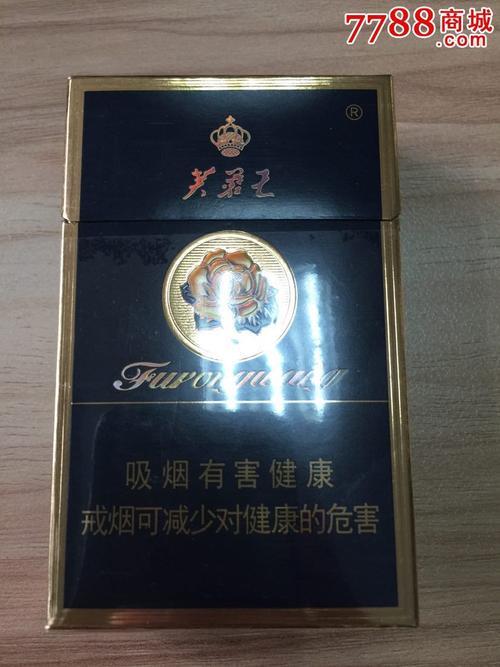 7788商城
.com
®
芙蓉王
Furongwang
吸烟有害健康
戒烟可减少对健康的危害